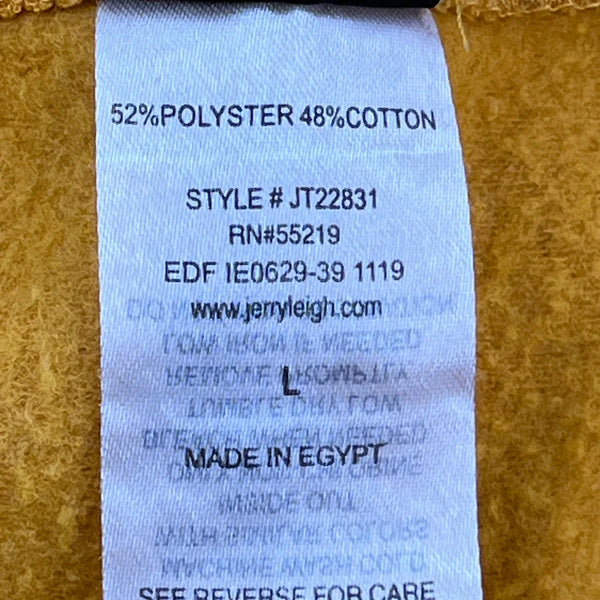 52%POLYSTER 48%COTTON
STYLE # JT22831
RN#55219
EDF IE0629-39 1119
www.jerryleigh.com
L
MADE IN EGYPT
SEE REVERSE FOR CARE